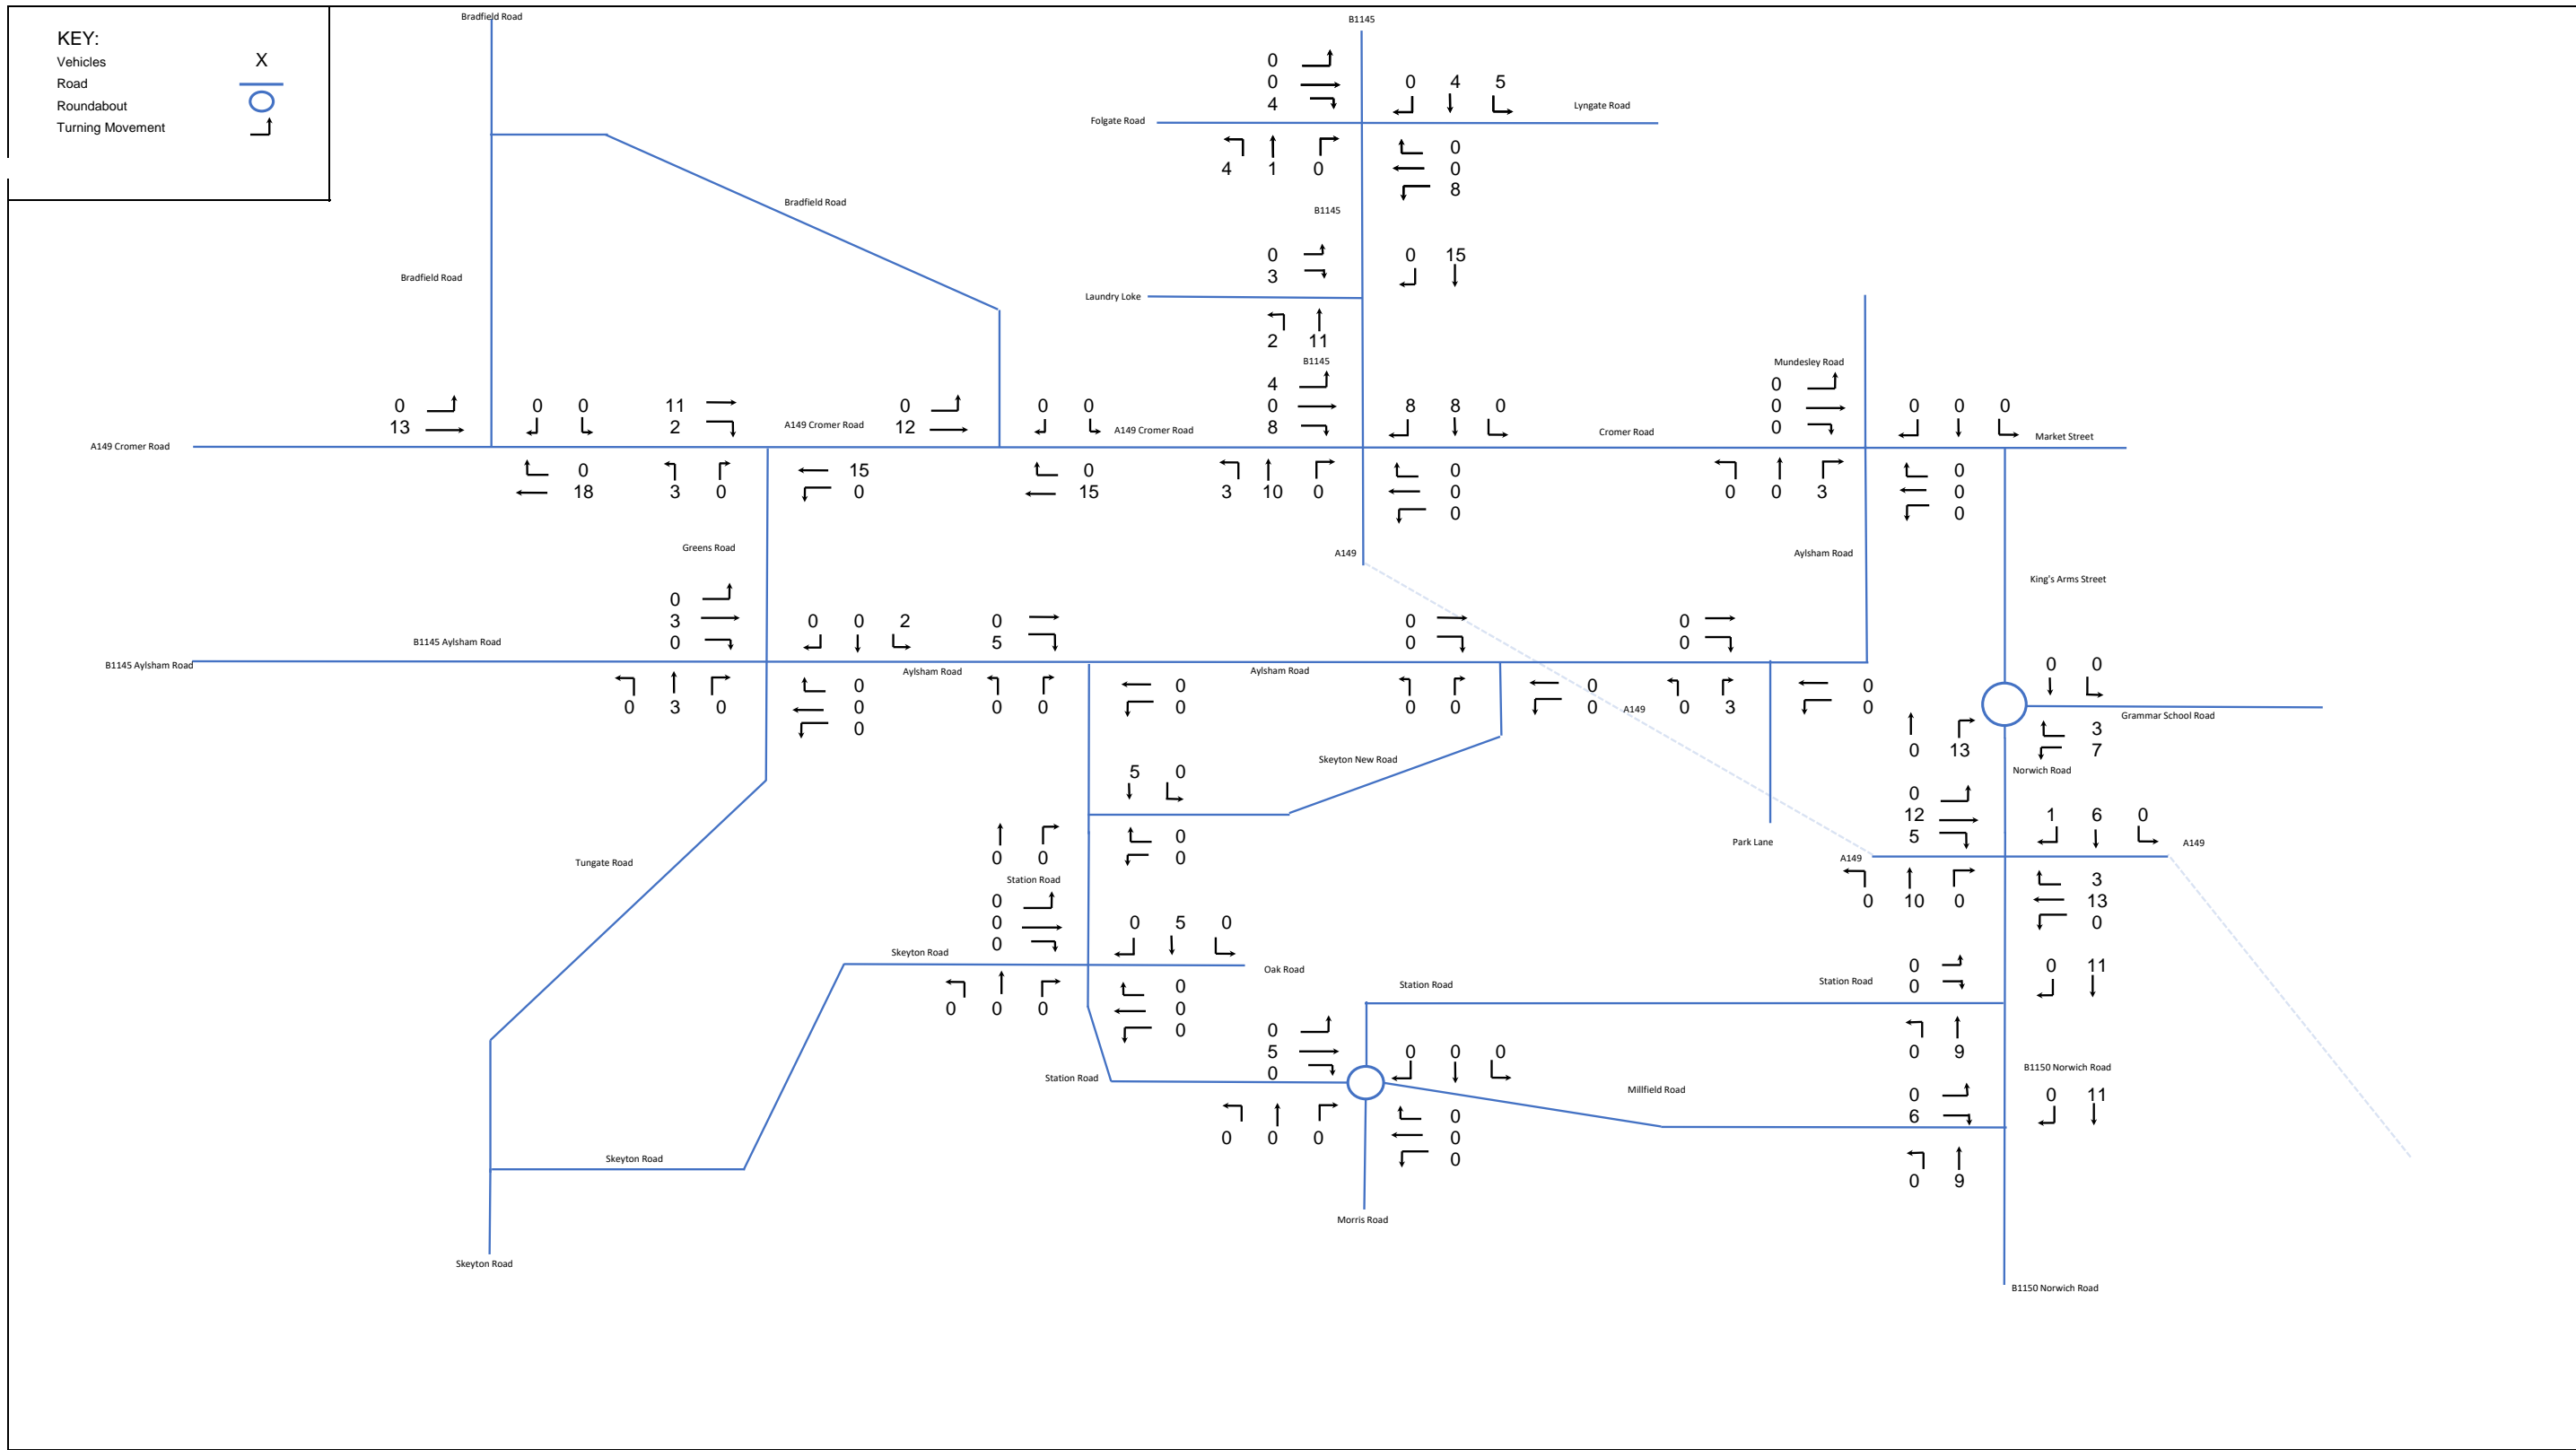 Bradfield Road
B1145
KEY:
Vehicles X
Road
Roundabout
Turning Movement
0
0 0 4 5
4
Folgate Road
Lyngate Road
0
4 1 0 0
8
Bradfield Road
B1145
0 0 15
3
Bradfield Road
Laundry Loke
2 11
B1145
Mundesley Road
4 0
0 0 11 0 0 0 0 8 8 0 0 0 0 0
13 2 12 8 0
A149 Cromer Road
A149 Cromer Road
Cromer Road
Market Street
A149 Cromer Road
0 15 0 0 0
18 3 0 0 15 3 10 0 0 0 0 3 0
0 0
Greens Road
A149
Aylsham Road
King's Arms Street
0
3 0 0 2 0 0 0
0 5 0 0
B1145 Aylsham Road
B1145 Aylsham Road
Aylsham Road
Aylsham Road
0 0
0 0 0 0
0 3 0 0 0 0 0 0 0 0 0 3 0
0
A149
Grammar School Road
3
0 13 7
Skeyton New Road
Norwich Road
5 0
0
12 1 6 0
5
0
0 0 0
Park Lane
A149
A149
Tungate Road
Station Road
3
0 10 0 13
0
0
0 0 5 0
0
Skeyton Road
Oak Road
0 0 11
0
Station Road
Station Road
0
0 0 0 0
0
0
5 0 0 0
0
0 9
Station Road
B1150 Norwich Road
Millfield Road
0 0 11
6
0
0 0 0 0
0
Skeyton Road
0 9
Morris Road
Skeyton Road
B1150 Norwich Road